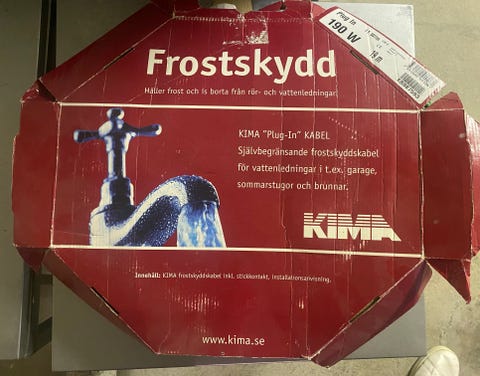 Plug In
190 W
19 m
Frostskydd
Håller frost och is borta från rör- och vattenledningar.
KIMA "Plug-In" KABEL
Självbegränsande frostskyddskabel
för vattenledningar i t.ex. garage,
sommarstugor och brunnar.
KIMA
Innehåll: KIMA frostskyddskabel inkl. stickkontakt, installationsanvisning.
www.kima.se